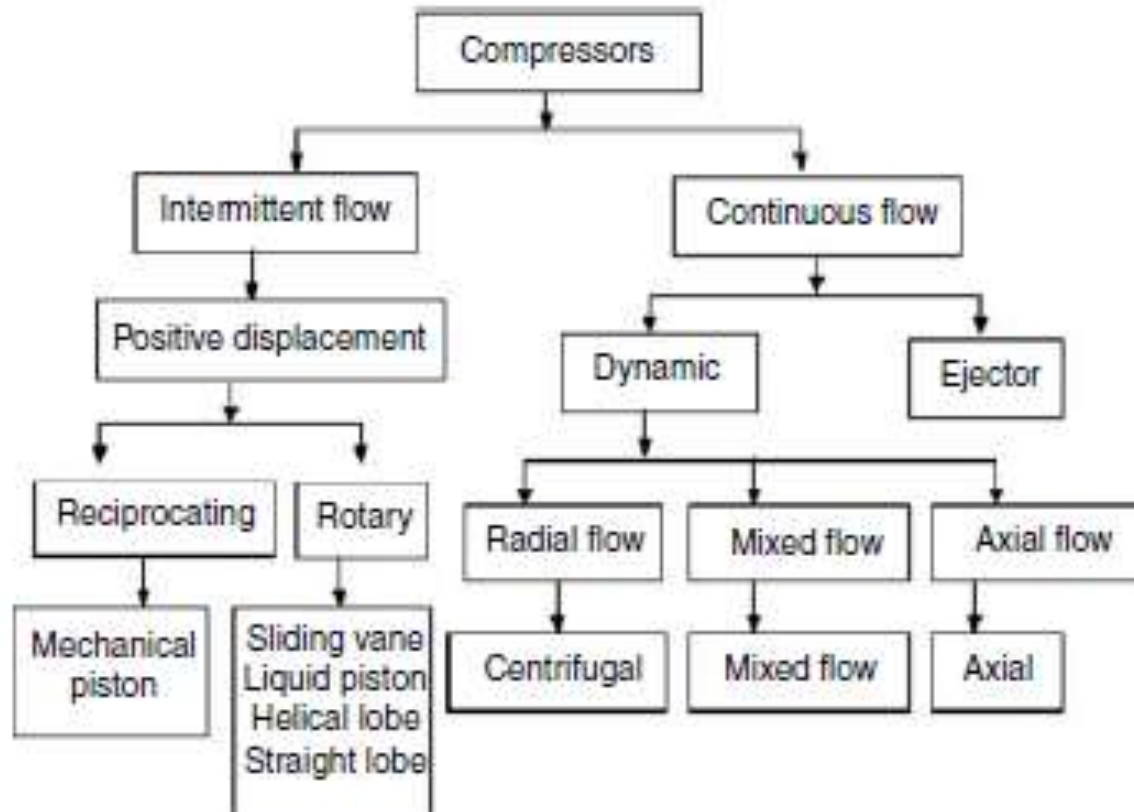 Compressors
Intermittent flow
Continuous flow
Positive displacement
Dynamic
Ejector
Reciprocating
Rotary
Radial flow
Mixed flow
Axial flow
Mechanical
piston
Sliding vane
Liquid piston
Helical lobe
Straight lobe
Centrifugal
Mixed flow
Axial